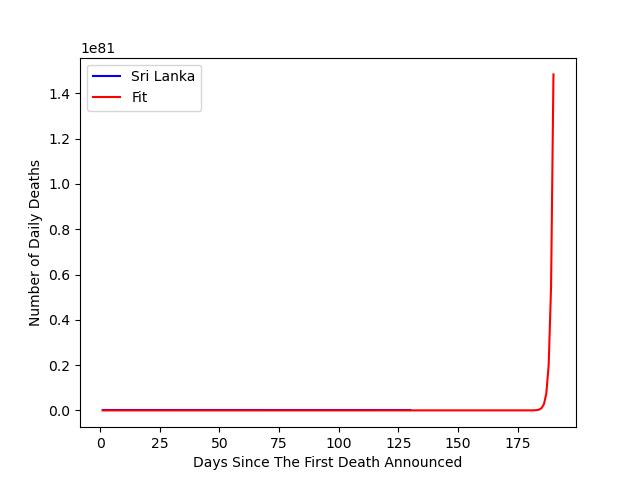 1e81
Sri Lanka
Fit
1.4
1.2
1.0
0.8
0.6
0.4
0.2
0.0
Number of Daily Deaths
0 25 50 75 100 125 150 175
Days Since The First Death Announced